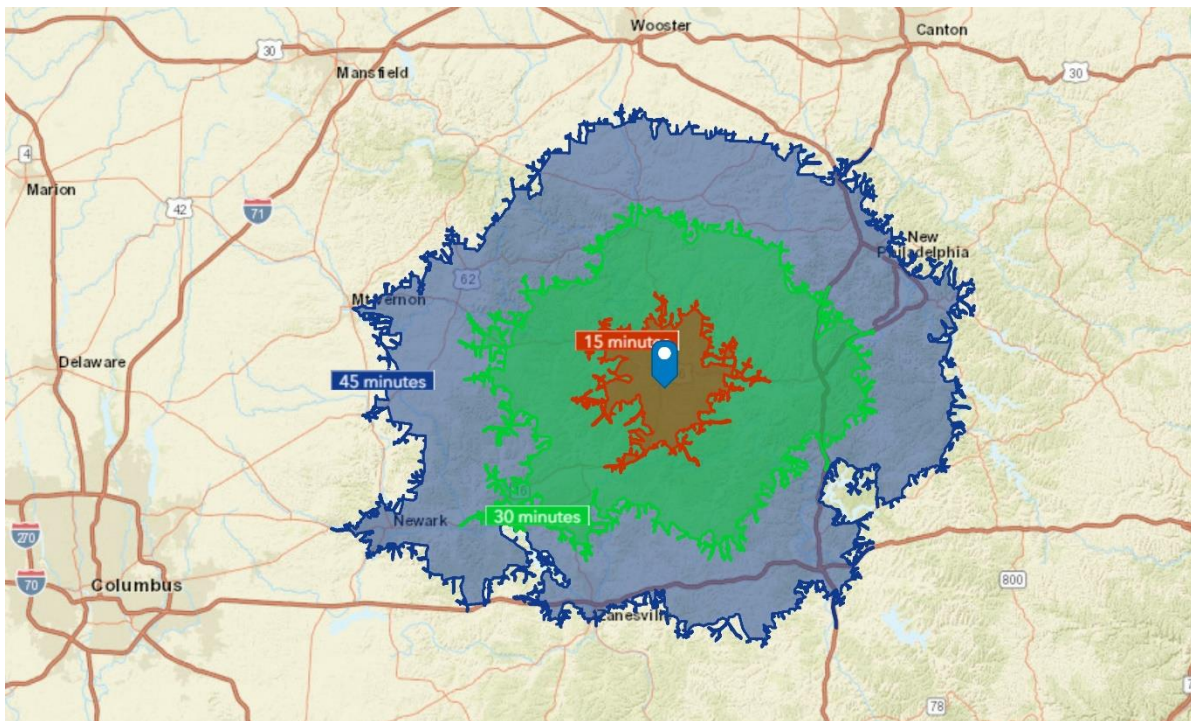 Wooster
Canton
30
Mansfield
30
4
Marion
42
71
New
Philadelphia
62
Mt Vernon
15 minutes
Delaware
45 minutes
30 minutes
Newark
270
70
Columbus
800
Zanesville
78